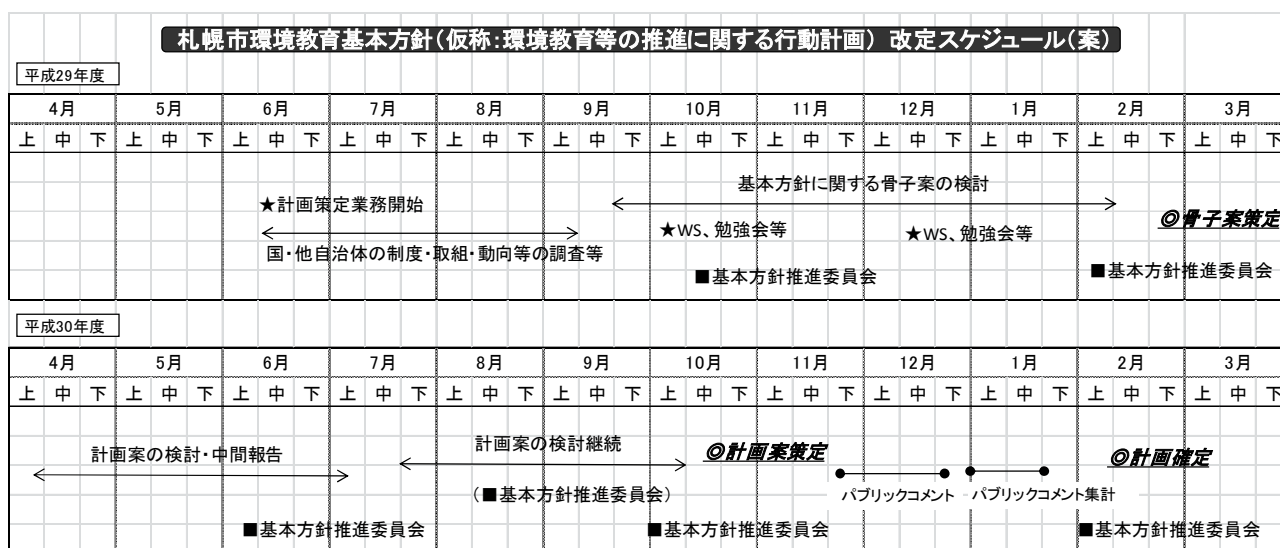 札幌市環境教育基本方針(仮称:環境教育等の推進に関する行動計画) 改定スケジュール(案)
平成29年度
4月 5月 6月 7月 8月 9月 10月 11月 12月 1月 2月 3月
上 中 下 上 中 下 上 中 下 上 中 下 上 中 下 上 中 下 上 中 下 上 中 下 上 中 下 上 中 下 上 中 下 上 中 下
基本方針に関する骨子案の検討
★計画策定業務開始
◎骨子案策定
★WS、勉強会等 ★WS、勉強会等
国・他自治体の制度・取組・動向等の調査等
■基本方針推進委員会 ■基本方針推進委員会
平成30年度
4月 5月 6月 7月 8月 9月 10月 11月 12月 1月 2月 3月
上 中 下 上 中 下 上 中 下 上 中 下 上 中 下 上 中 下 上 中 下 上 中 下 上 中 下 上 中 下 上 中 下 上 中 下
計画案の検討・中間報告 計画案の検討継続 ◎計画案策定 ◎計画確定
(■基本方針推進委員会) パブリックコメント パブリックコメント集計
■基本方針推進委員会 ■基本方針推進委員会 ■基本方針推進委員会